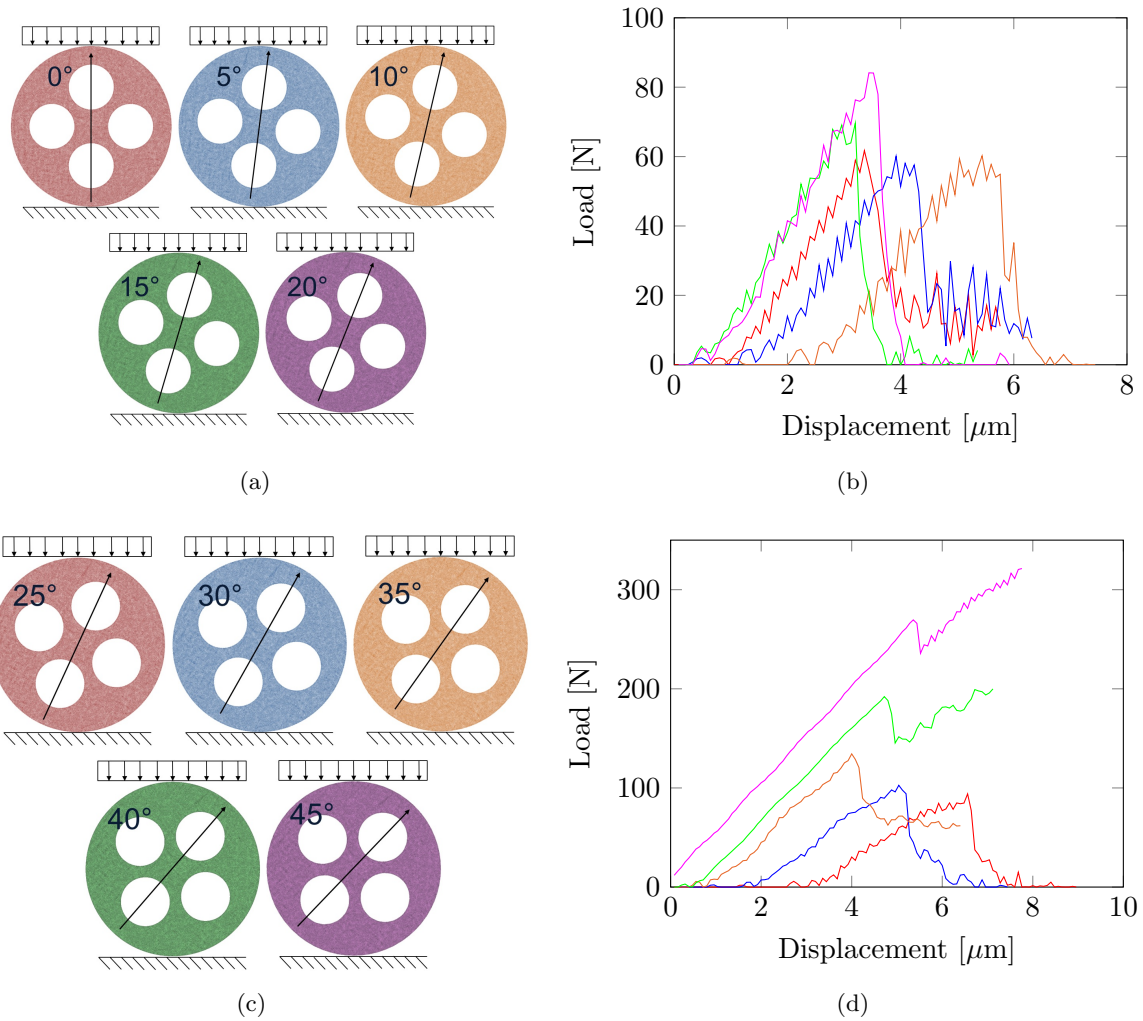 0° 5° 10°
15° 20°
(a)
100
80
60
40
20
0
0 2 4 6 8
Load [N]
Displacement [μm]
(b)
25° 30° 35°
40° 45°
(c)
300
200
100
0
0 2 4 6 8 10
Load [N]
Displacement [μm]
(d)